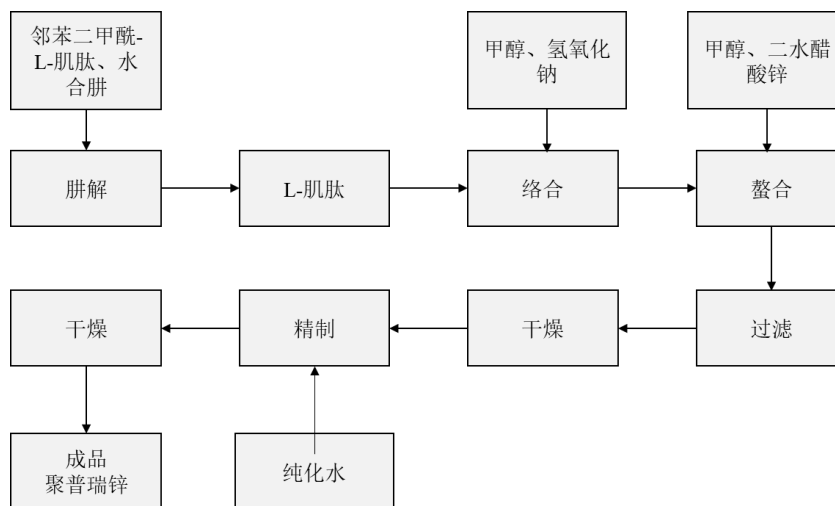 邻苯二甲酰-
L-肌肽、水
合肼
甲醇、氢氧化
钠
甲醇、二水醋
酸锌
肼解
L-肌肽
络合
螯合
干燥
精制
干燥
过滤
成品
聚普瑞锌
纯化水